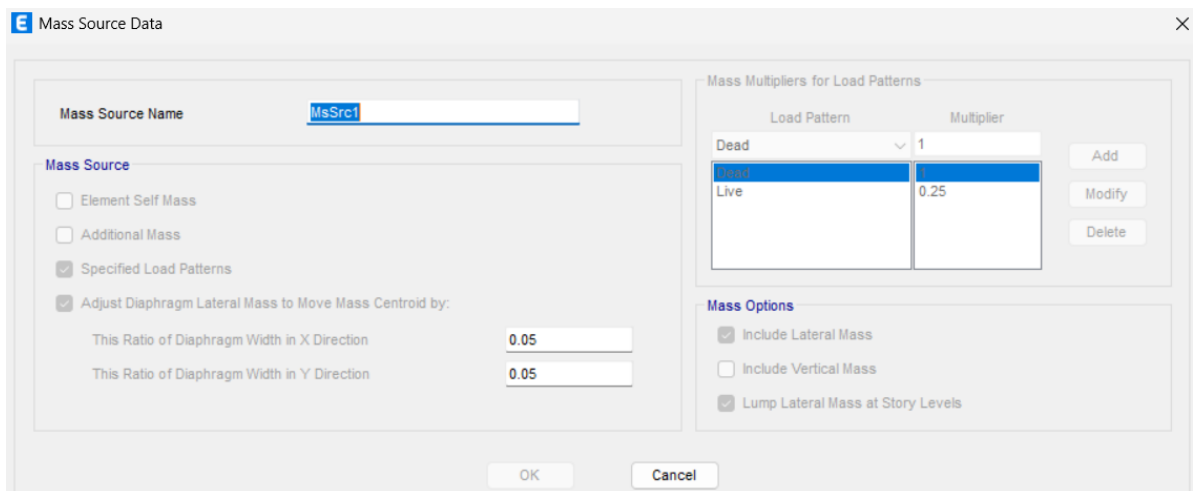 E Mass Source Data
Mass Source Name MsSrc1
Mass Source
Element Self Mass
Additional Mass
Specified Load Patterns
Adjust Diaphragm Lateral Mass to Move Mass Centroid by:
This Ratio of Diaphragm Width in X Direction 0.05
This Ratio of Diaphragm Width in Y Direction 0.05
Mass Multipliers for Load Patterns
Load Pattern Multiplier
Dead 1
Dead 1
Live 0.25
Add
Modify
Delete
Mass Options
Include Lateral Mass
Include Vertical Mass
Lump Lateral Mass at Story Levels
OK Cancel